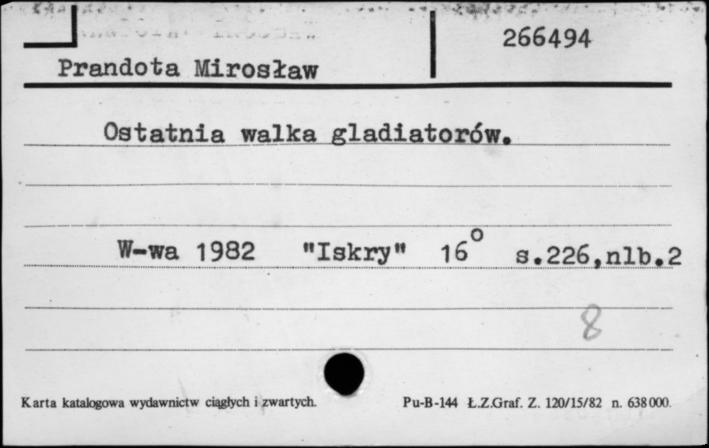 266494
Prandota Mirosław
Ostatnia walka gladiatorów.
W-wa 1982 "Iskry" 16° s.226,nlb.2
8
Karta katalogowa wydawnictw ciągłych i zwartych. Pu-B-144 Ł.Z.Graf. Z. 120/15/82 n. 638000.